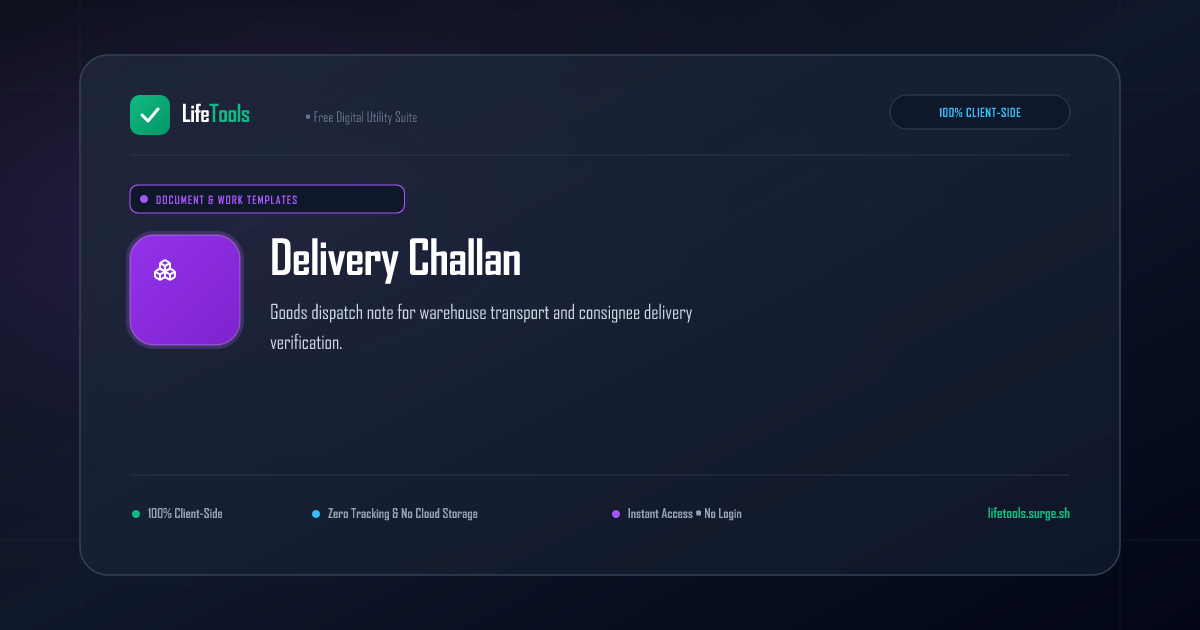 LifeTools
▪ Free Digital Utility Suite
100% CLIENT-SIDE
DOCUMENT & WORK TEMPLATES
Delivery Challan
Goods dispatch note for warehouse transport and consignee delivery
verification.
100% Client-Side
Zero Tracking & No Cloud Storage
Instant Access ▪ No Login
lifetools.surge.sh